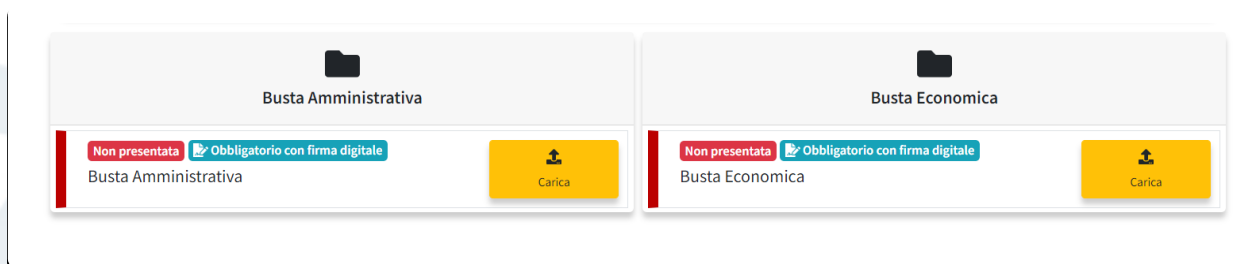 Busta Amministrativa
Non presentata Obbligatorio con firma digitale
Busta Amministrativa
Carica
Busta Economica
Non presentata Obbligatorio con firma digitale
Busta Economica
Carica